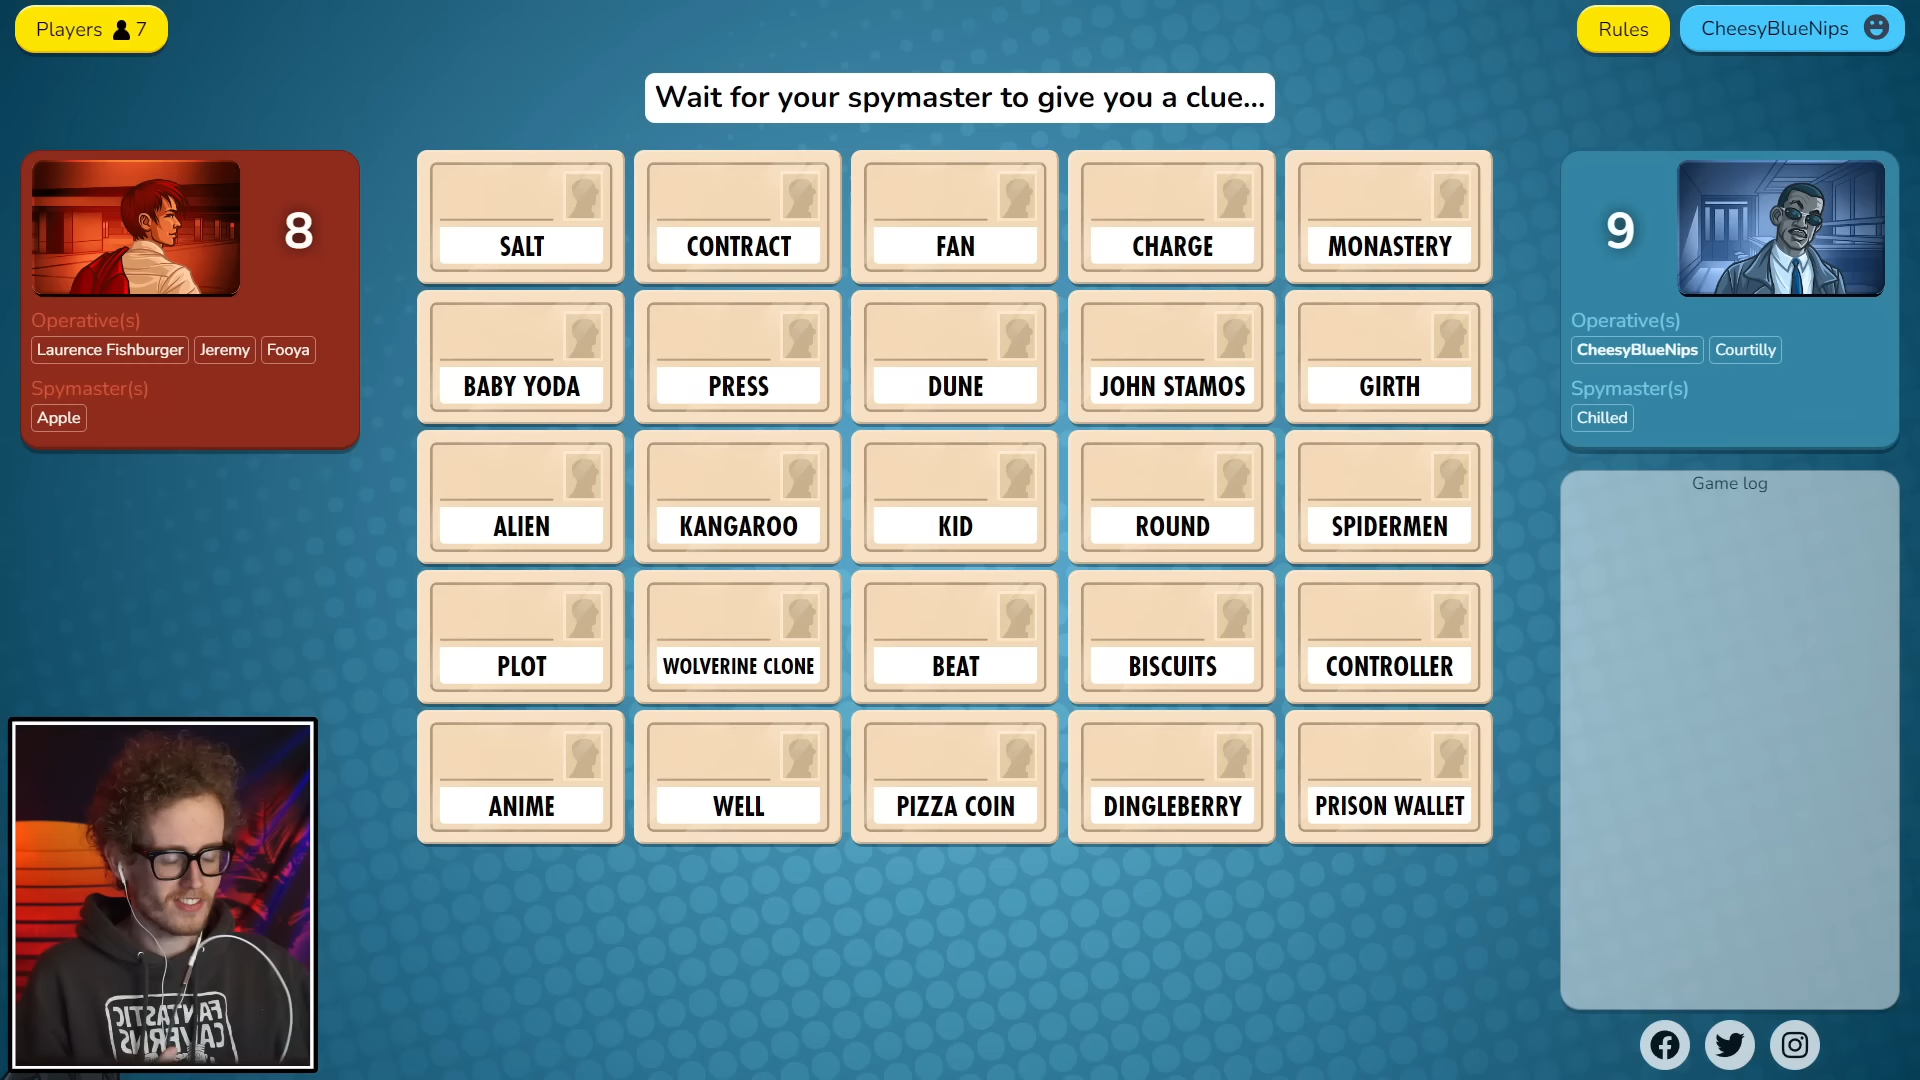 Players 7
Rules
CheesyBlueNips
Wait for your spymaster to give you a clue...
8
Operative(s)
Laurence Fishburger Jeremy Fooya
Spymaster(s)
Apple
SALT
CONTRACT
FAN
CHARGE
MONASTERY
BABY YODA
PRESS
DUNE
JOHN STAMOS
GIRTH
ALIEN
KANGAROO
KID
ROUND
SPIDERMEN
PLOT
WOLVERINE CLONE
BEAT
BISCUITS
CONTROLLER
ANIME
WELL
PIZZA COIN
DINGLEBERRY
PRISON WALLET
9
Operative(s)
CheesyBlueNips Courtilly
Spymaster(s)
Chilled
Game log
FANTASTIC
CAVERNS